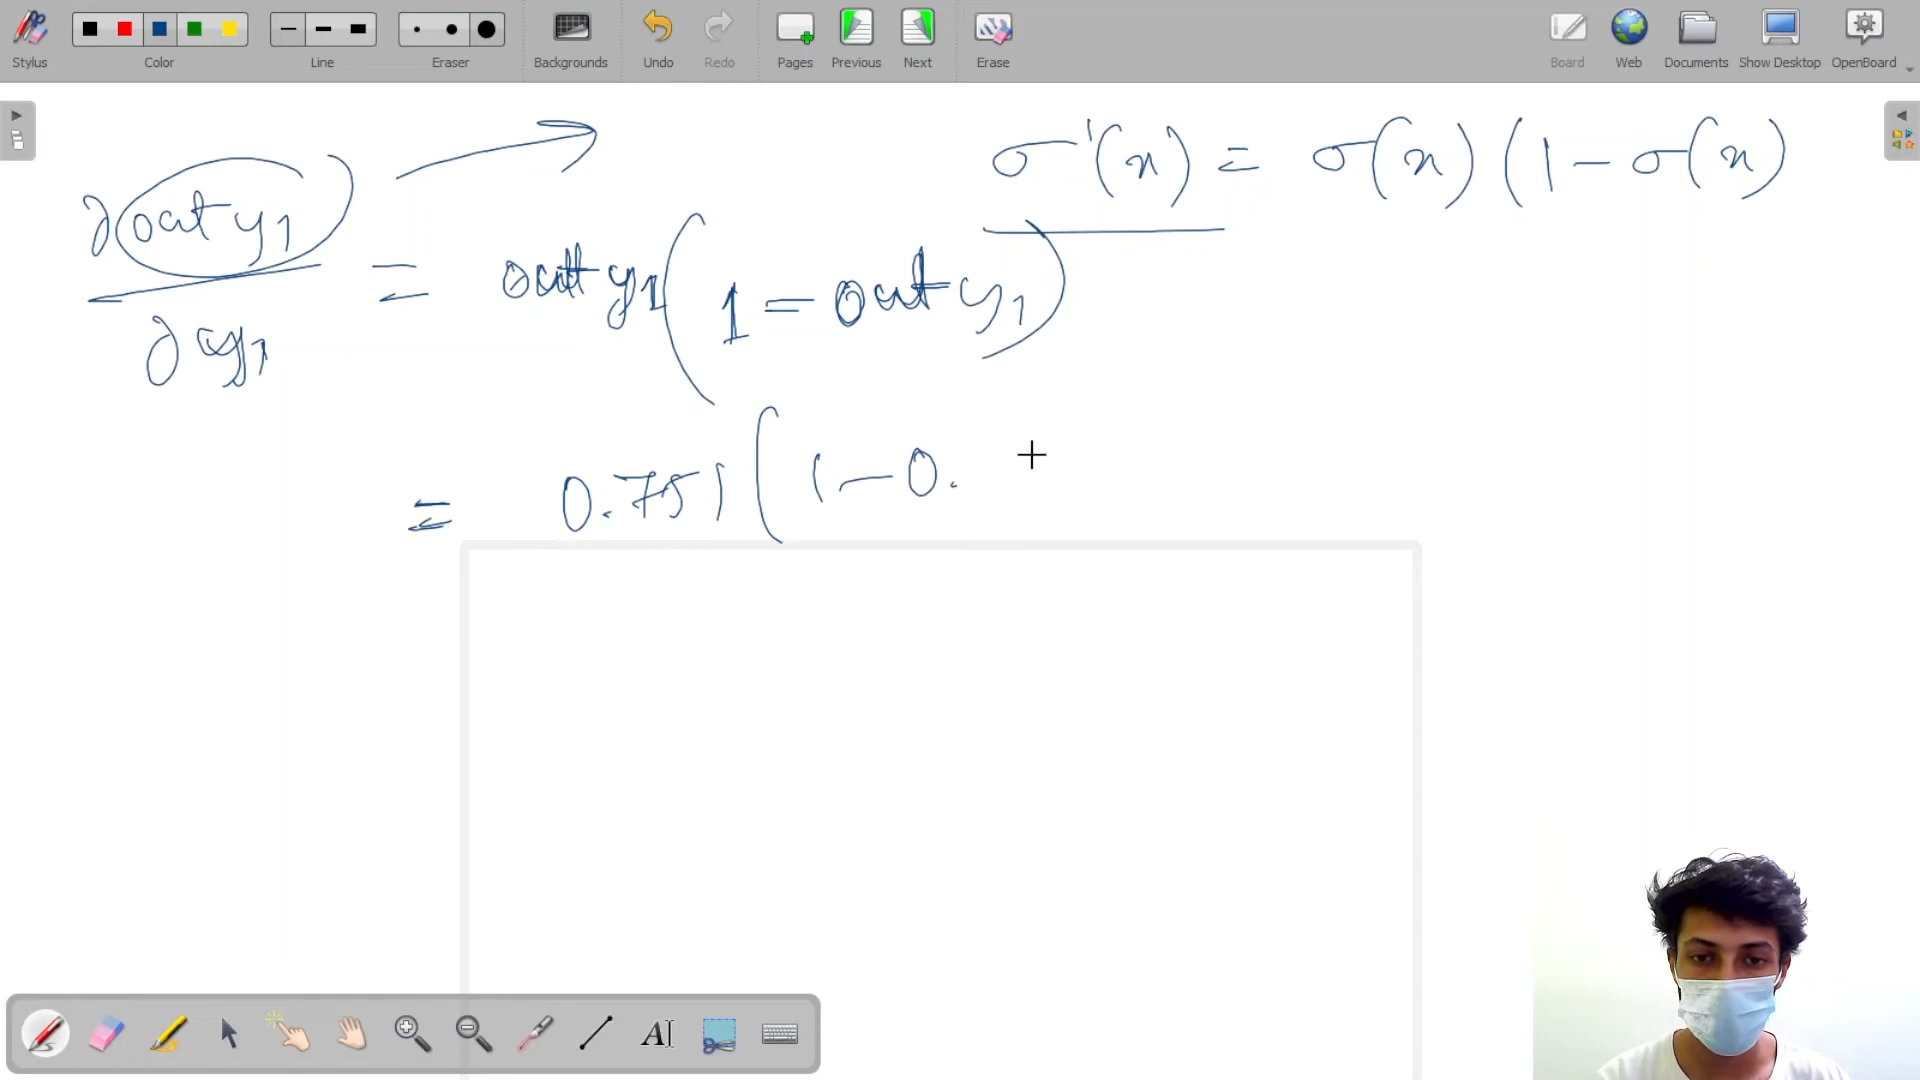 Stylus Color Line Eraser Backgrounds Undo Redo Pages Previous Next Erase Board Web Documents Show Desktop OpenBoard
σ'(x) = σ(x) (1 - σ(x)
∂ out y1 / ∂ y1 = out y1 (1 - out y1)
= 0.751 (1 - 0.
AI